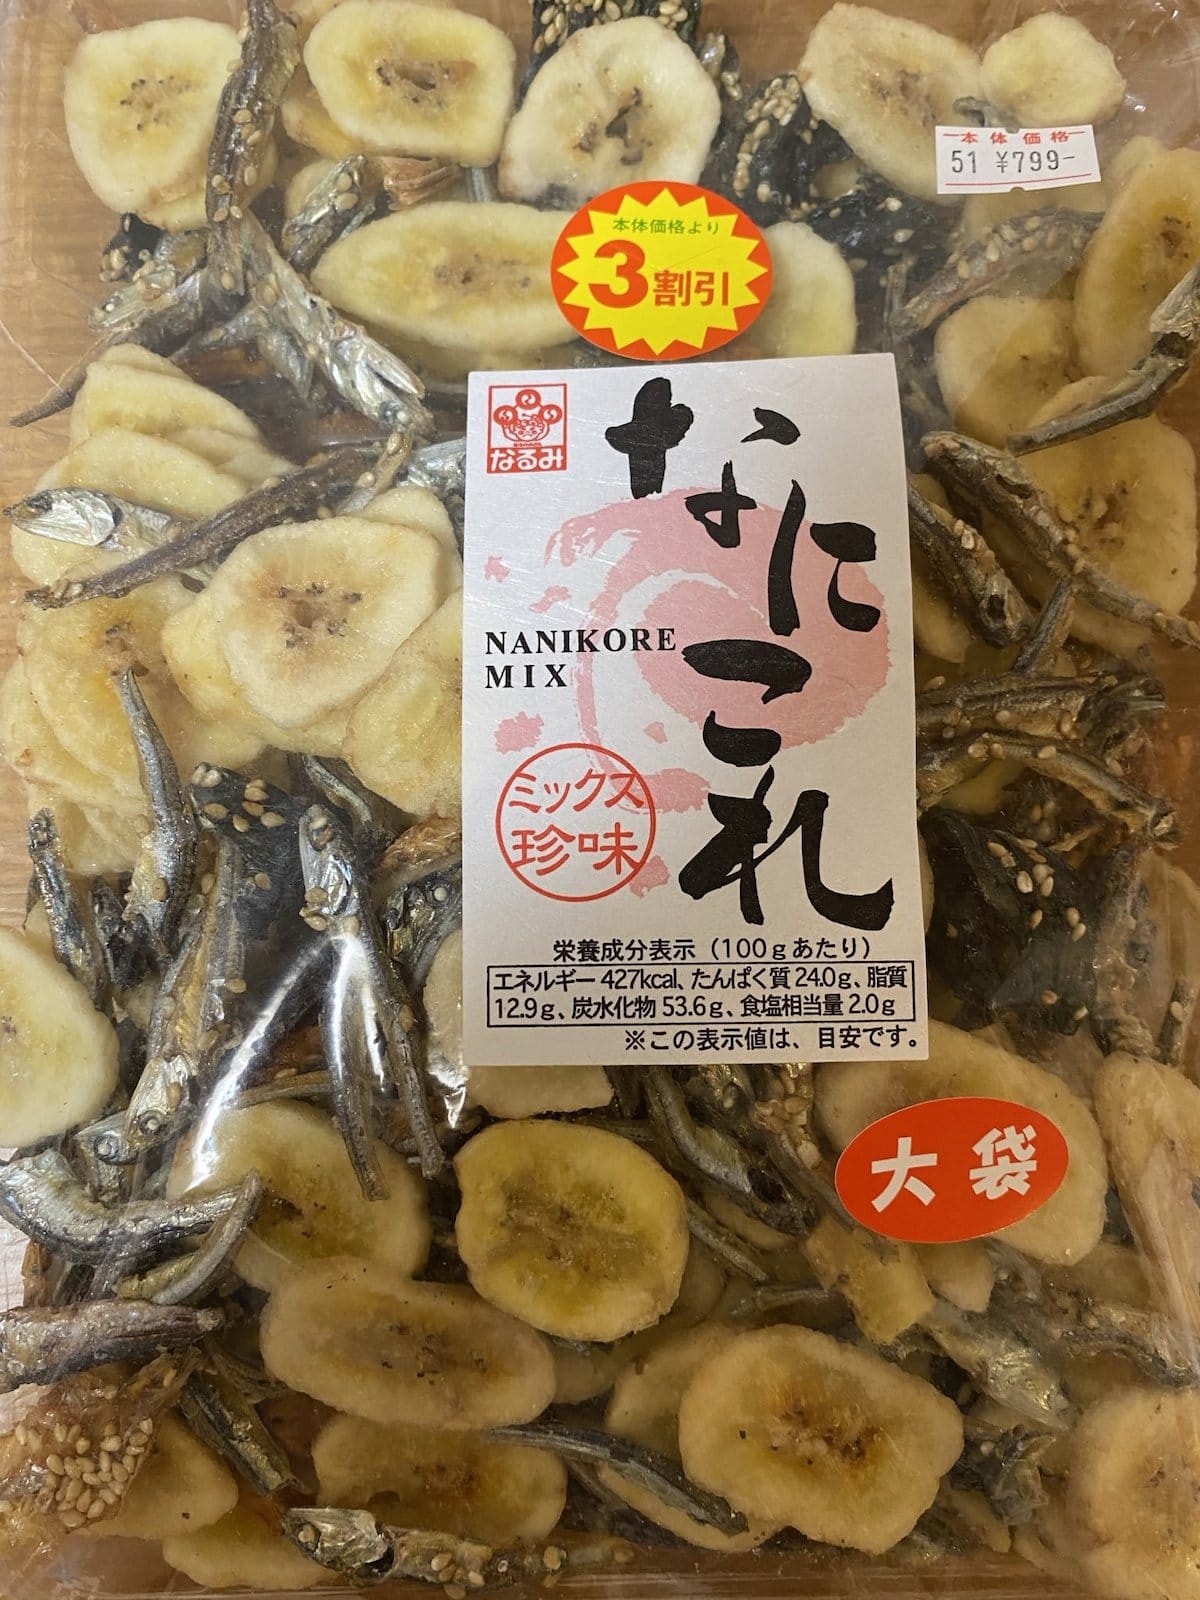 本体価格
51 ¥799-
本体価格より
3割引
なるみ
なにこれ
NANIKORE
MIX
ミックス
珍味
栄養成分表示(100gあたり)
エネルギー427kcal、たんぱく質24.0g、脂質
12.9g、炭水化物53.6g、食塩相当量2.0g
※この表示値は、目安です。
大袋